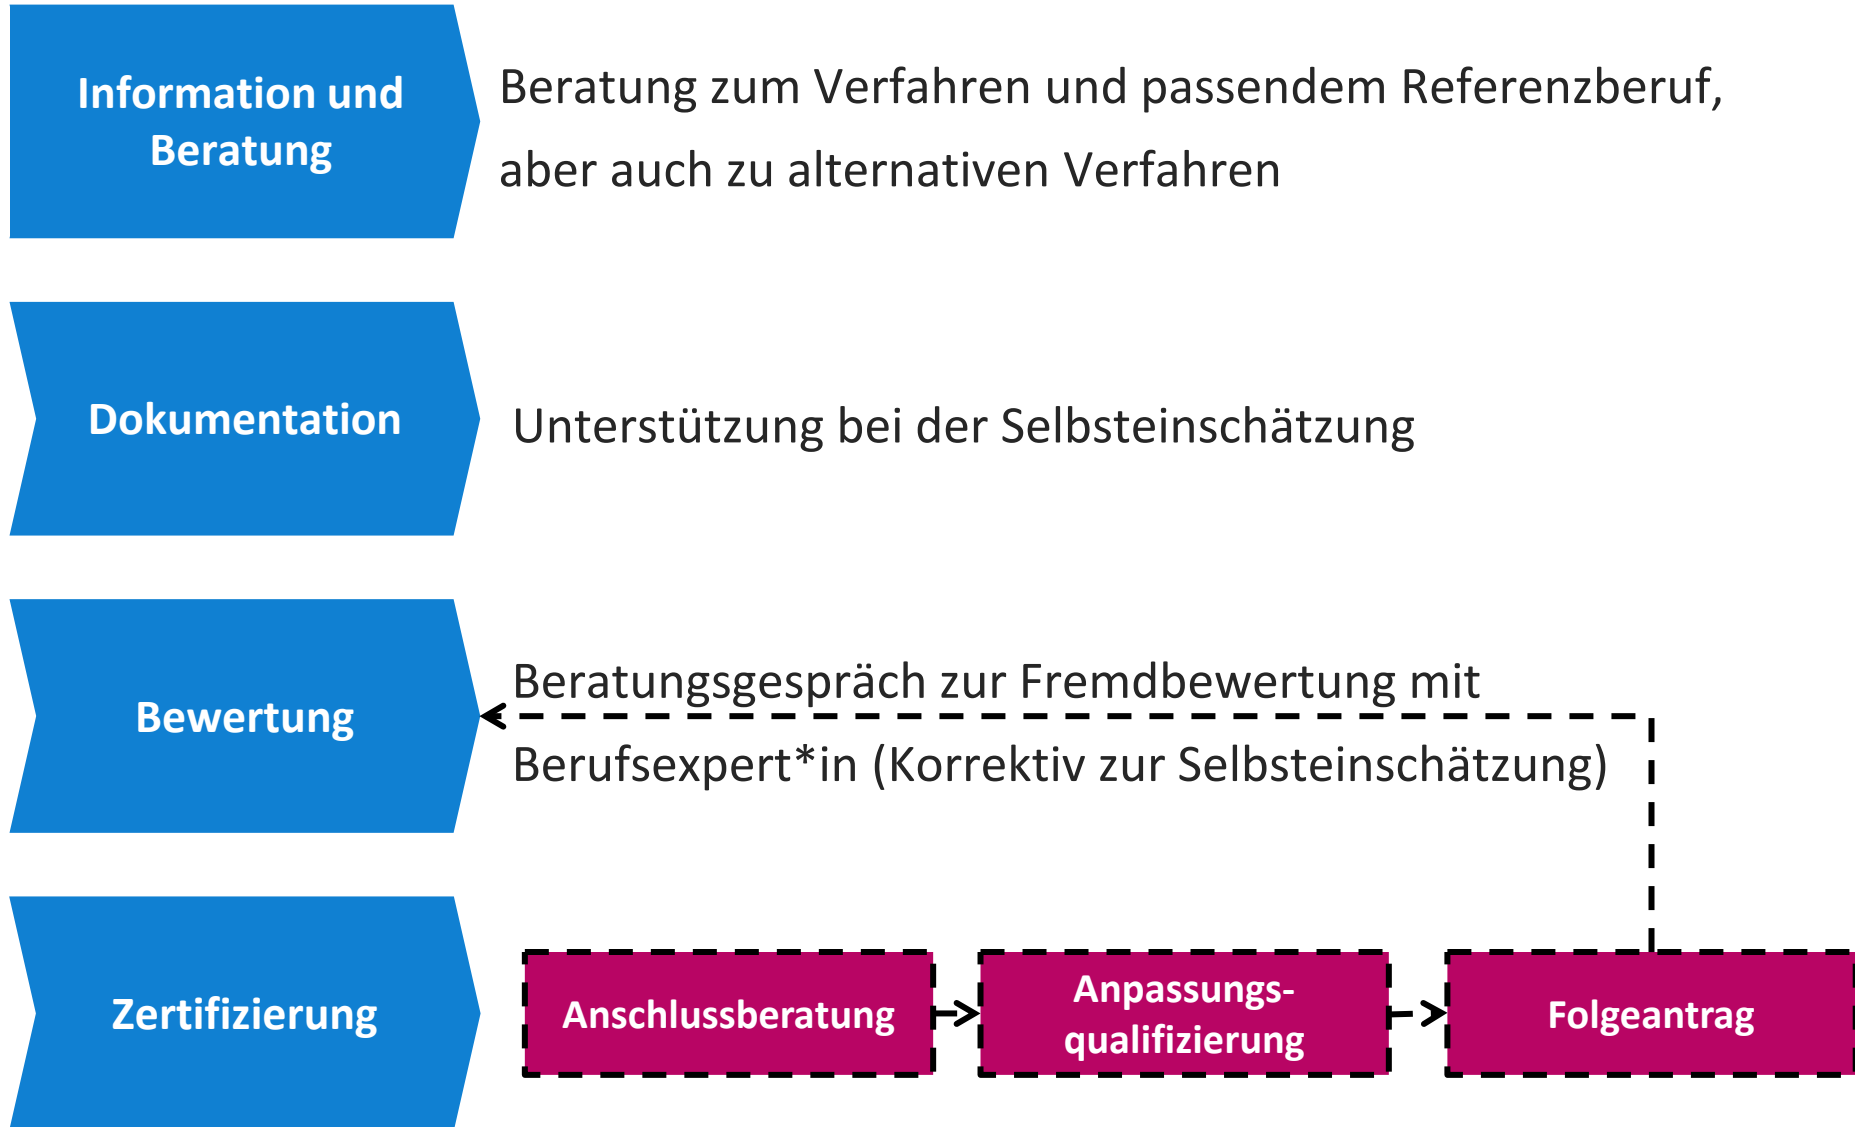 Information und
Beratung
Beratung zum Verfahren und passendem Referenzberuf,
aber auch zu alternativen Verfahren
Dokumentation
Unterstützung bei der Selbsteinschätzung
Bewertung
Beratungsgespräch zur Fremdbewertung mit
Berufsexpert*in (Korrektiv zur Selbsteinschätzung)
Zertifizierung
Anschlussberatung
Anpassungs-
qualifizierung
Folgeantrag